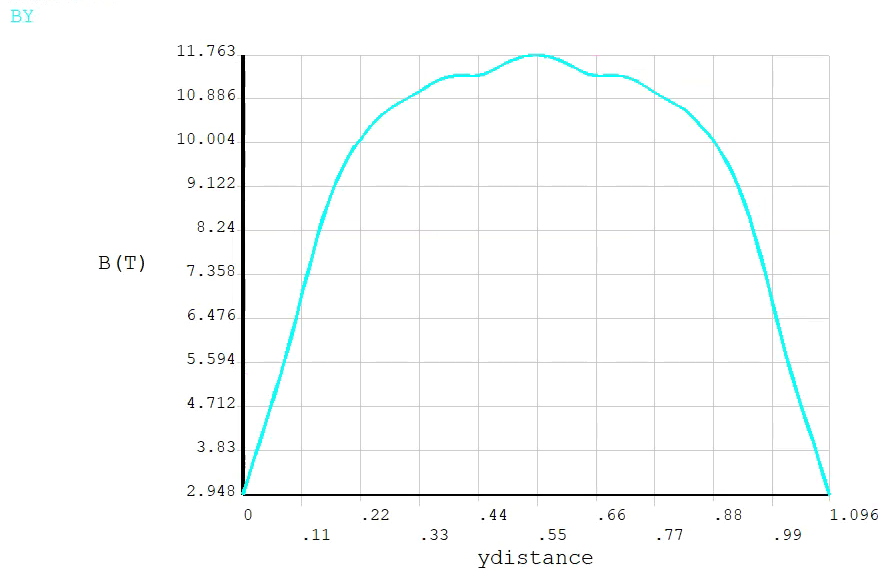 BY
11.763
10.886
10.004
9.122
8.24
B(T)
7.358
6.476
5.594
4.712
3.83
2.948
0 .22 .44 .66 .88 1.096
.11 .33 .55 .77 .99
ydistance